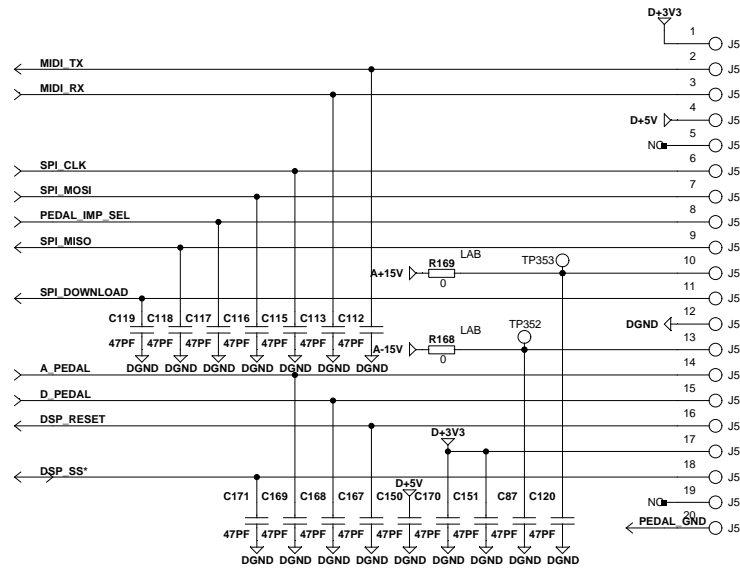 D+3V3
1
J5
2
MIDI_TX
J5
3
MIDI_RX
J5
4
D+5V
J5
5
NC
J5
6
SPI_CLK
J5
7
SPI_MOSI
J5
8
PEDAL_IMP_SEL
J5
9
SPI_MISO
J5
LAB
10
R169
TP353
A+15V
J5
0
11
SPI_DOWNLOAD
J5
C119 C118 C117 C116 C115 C113 C112
12
DGND
J5
LAB
TP352
13
47PF 47PF 47PF 47PF 47PF 47PF 47PF
R168
A-15V
J5
0
DGND DGND DGND DGND DGND DGND DGND
14
A_PEDAL
J5
15
D_PEDAL
J5
16
DSP_RESET
J5
D+3V3
17
J5
18
DSP_SS*
J5
D+5V
19
C171 C169 C168 C167 C150 C170 C151 C87 C120
NC
J5
20
PEDAL_GND
J5
47PF 47PF 47PF 47PF 47PF 47PF 47PF 47PF 47PF
DGND DGND DGND DGND DGND DGND DGND DGND DGND